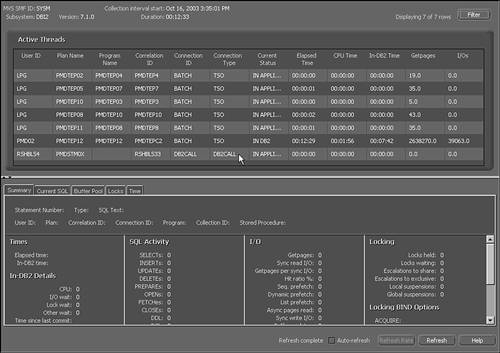 MVS SMF ID: SYSM Collection interval start: Oct 16, 2003 3:35:01 PM
Subsystem: DBI2 Version: 7.1.0 Duration: 00:12:33 Displaying 7 of 7 rows Filter
Active Threads
User ID Plan Name Program Name Correlation ID Connection ID Connection Type Current Status Elapsed Time CPU Time In-DB2 Time Getpages I/Os
LPG PMDTEP02 PMDTEP04 PMDTEP4 BATCH TSO IN APPLI... 00:00:00 00:00:00 00:00:00 19.0 0.0
LPG PMDTEP05 PMDTEP07 PMDTEP7 BATCH TSO IN APPLI... 00:00:01 00:00:00 00:00:00 35.0 0.0
LPG PMDTEP10 PMDTEP03 PMDTEP3 BATCH TSO IN APPLI... 00:00:00 00:00:00 00:00:00 5.0 0.0
LPG PMDTEP08 PMDTEP10 PMDTEP10 BATCH TSO IN APPLI... 00:00:02 00:00:00 00:00:00 43.0 0.0
LPG PMDTEP11 PMDTEP08 PMDTEP8 BATCH TSO IN APPLI... 00:00:01 00:00:00 00:00:00 35.0 0.0
PMDO2 PMDTEP12 PMDTEP12 PMDTEPC2 BATCH TSO IN DB2 00:12:29 00:01:56 00:07:42 2638270.0 39063.0
RSHBLS4 PMDSTMOX RSHBLS33 DB2CALL DB2CALL IN APPLI... 00:00:00 00:00:00 00:00:00 0.0 0.0
Summary Current SQL Buffer Pool Locks Time
Statement Number: Type: SQL Text:
User ID: Plan: Correlation ID: Connection ID: Program: Collection ID: Stored Procedure:
Times
Elapsed time:
In-DB2 time:
In-DB2 Details
CPU: 0
I/O wait: 0
Lock wait: 0
Other wait: 0
Time since last commit:
SQL Activity
SELECTs: 0
INSERTs: 0
UPDATEs: 0
DELETEs: 0
PREPAREs: 0
OPENs: 0
FETCHes: 0
CLOSEs: 0
DDL: 0
I/O
Getpages: 0
Sync read I/O: 0
Getpages per sync I/O: 0
Hit ratio %: 0
Seq. prefetch: 0
Dynamic prefetch: 0
List prefetch: 0
Async pages read: 0
Sync write I/O: 0
Locking
Locks held: 0
Locks waiting: 0
Escalations to share: 0
Escalations to exclusive: 0
Local suspensions: 0
Global suspensions: 0
Locking BIND Options
ACQUIRE:
Refresh complete Auto-refresh Refresh Rate Refresh Help